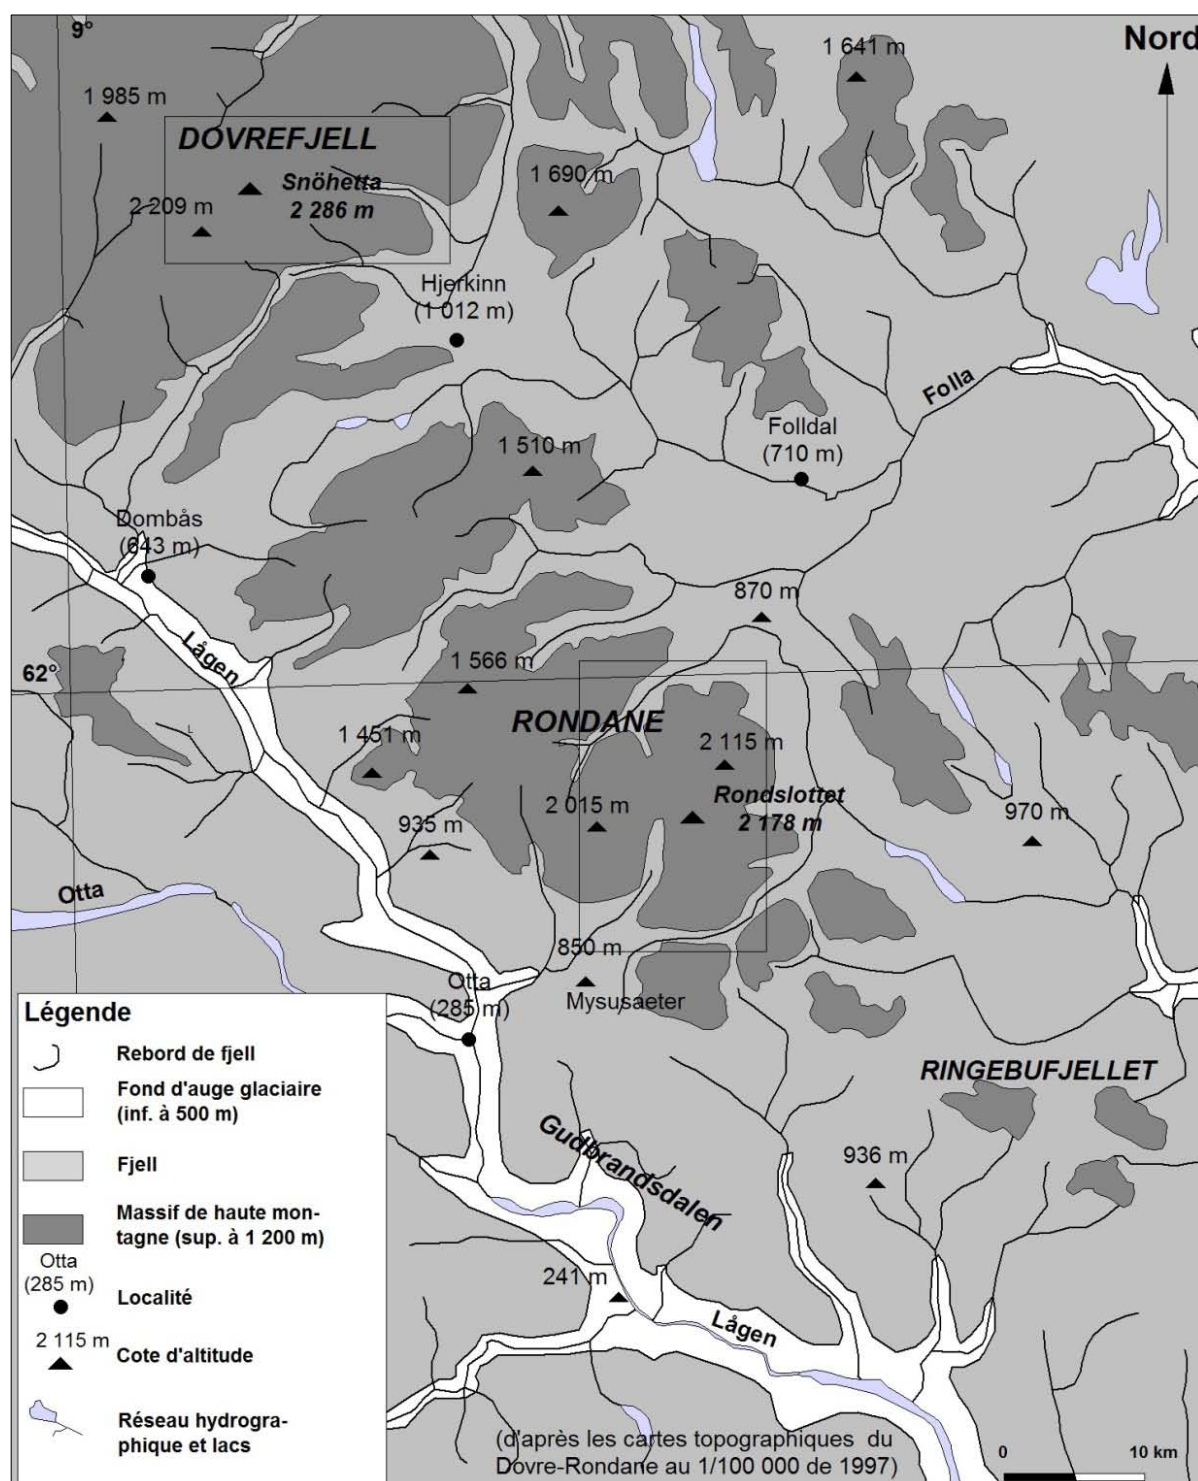 9°
Nord
1 641 m
1 985 m
DOVREFJELL
Snöhetta
2 286 m
2 209 m
1 690 m
Hjerkinn
(1 012 m)
Folla
Folldal
(710 m)
1 510 m
Dombås
(643 m)
870 m
Lågen
62°
1 566 m
RONDANE
1 451 m
2 115 m
Rondslottet
2 178 m
2 015 m
935 m
970 m
Otta
850 m
Mysusaeter
Otta
(285 m)
RINGEBUFJELLET
Gudbrandsdalen
936 m
241 m
Lågen
Légende
Rebord de fjell
Fond d'auge glaciaire
(inf. à 500 m)
Fjell
Massif de haute mon-
tagne (sup. à 1 200 m)
Otta
(285 m)
Localité
2 115 m
Cote d'altitude
Réseau hydrogra-
phique et lacs
(d'après les cartes topographiques du
Dovre-Rondane au 1/100 000 de 1997)
0 10 km